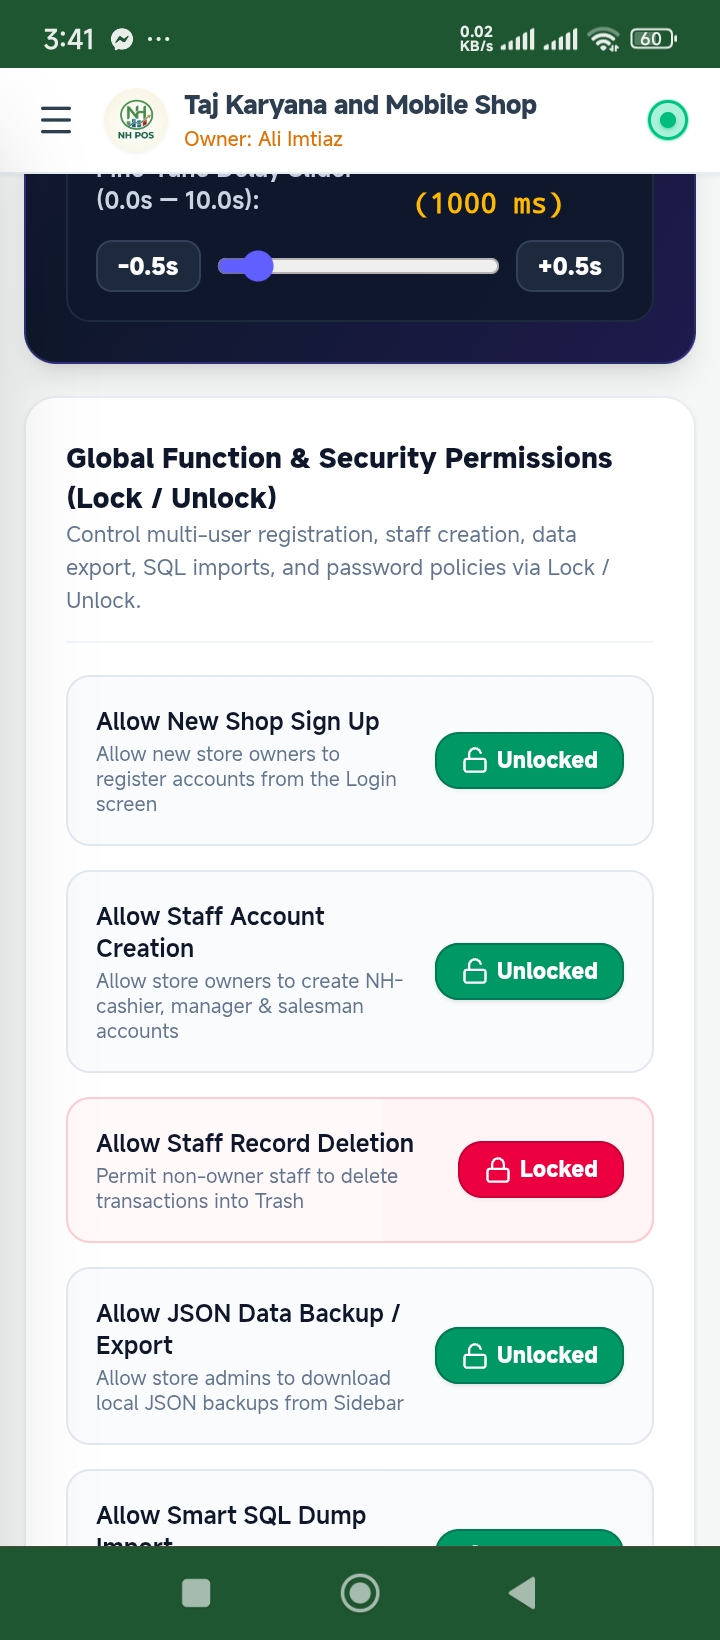 3:41
0.02
KB/s
60
NH
NH POS
Taj Karyana and Mobile Shop
Owner: Ali Imtiaz
(0.0s – 10.0s):
(1000 ms)
-0.5s
+0.5s
Global Function & Security Permissions
(Lock / Unlock)
Control multi-user registration, staff creation, data
export, SQL imports, and password policies via Lock /
Unlock.
Allow New Shop Sign Up
Allow new store owners to
register accounts from the Login
screen
Unlocked
Allow Staff Account
Creation
Allow store owners to create NH-
cashier, manager & salesman
accounts
Unlocked
Allow Staff Record Deletion
Permit non-owner staff to delete
transactions into Trash
Locked
Allow JSON Data Backup /
Export
Allow store admins to download
local JSON backups from Sidebar
Unlocked
Allow Smart SQL Dump
Import